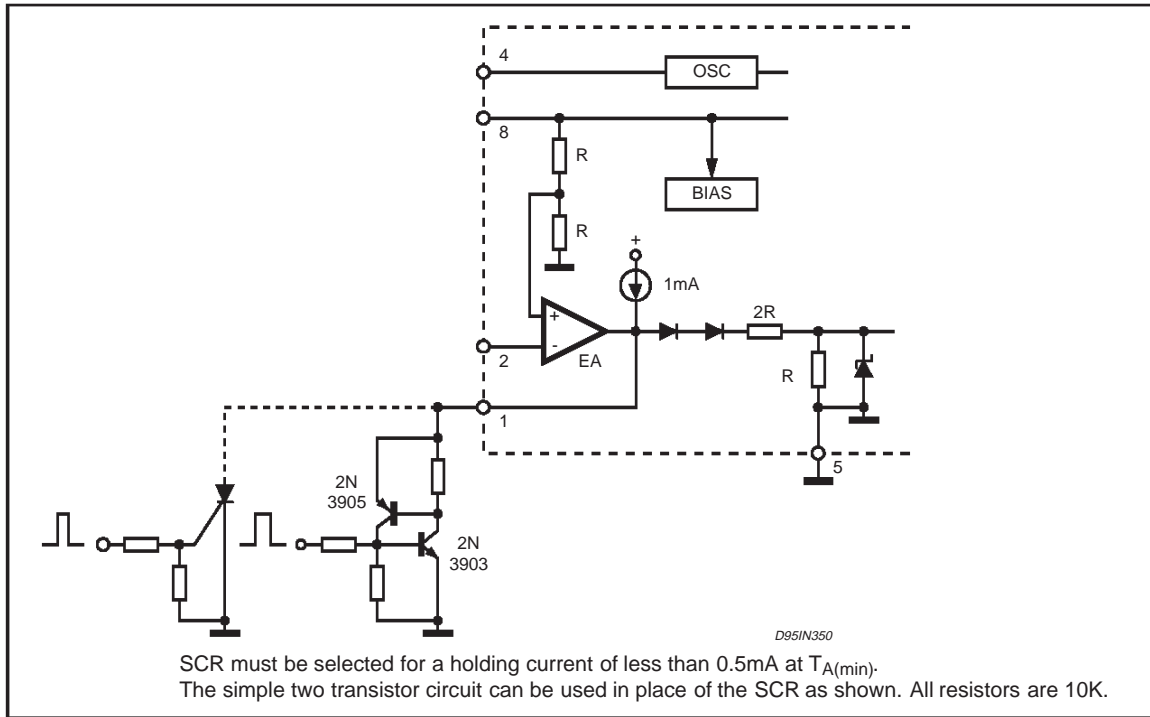 4
OSC
8
R
BIAS
R
+
1mA
2R
+
-
EA
2
R
1
5
2N
3905
2N
3903
D95IN350
SCR must be selected for a holding current of less than 0.5mA at TA(min).
The simple two transistor circuit can be used in place of the SCR as shown. All resistors are 10K.